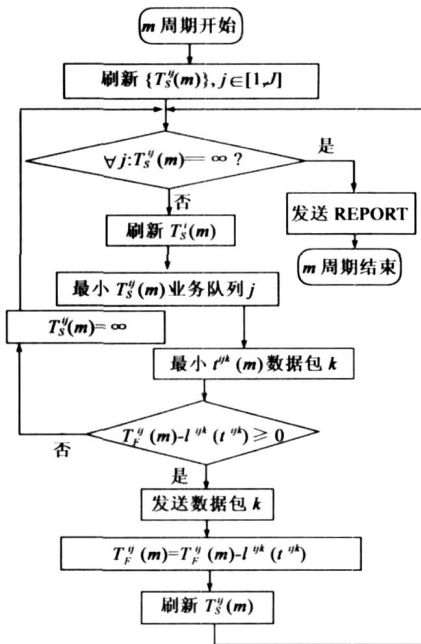 m 周期开始
刷新 {T_S^{ij}(m)}, j∈[1,J]
∀j:T_S^{ij}(m)== ∞ ?
是
否
发送 REPORT
刷新 T_S^i(m)
m 周期结束
最小 T_S^{ij}(m) 业务队列 j
T_S^{ij}(m)=∞
最小 t^{ijk}(m) 数据包 k
T_F^{ij}(m)-l^{ijk}(t^{ijk}) ≥ 0
否
是
发送数据包 k
T_F^{ij}(m)=T_F^{ij}(m)-l^{ijk}(t^{ijk})
刷新 T_S^{ij}(m)